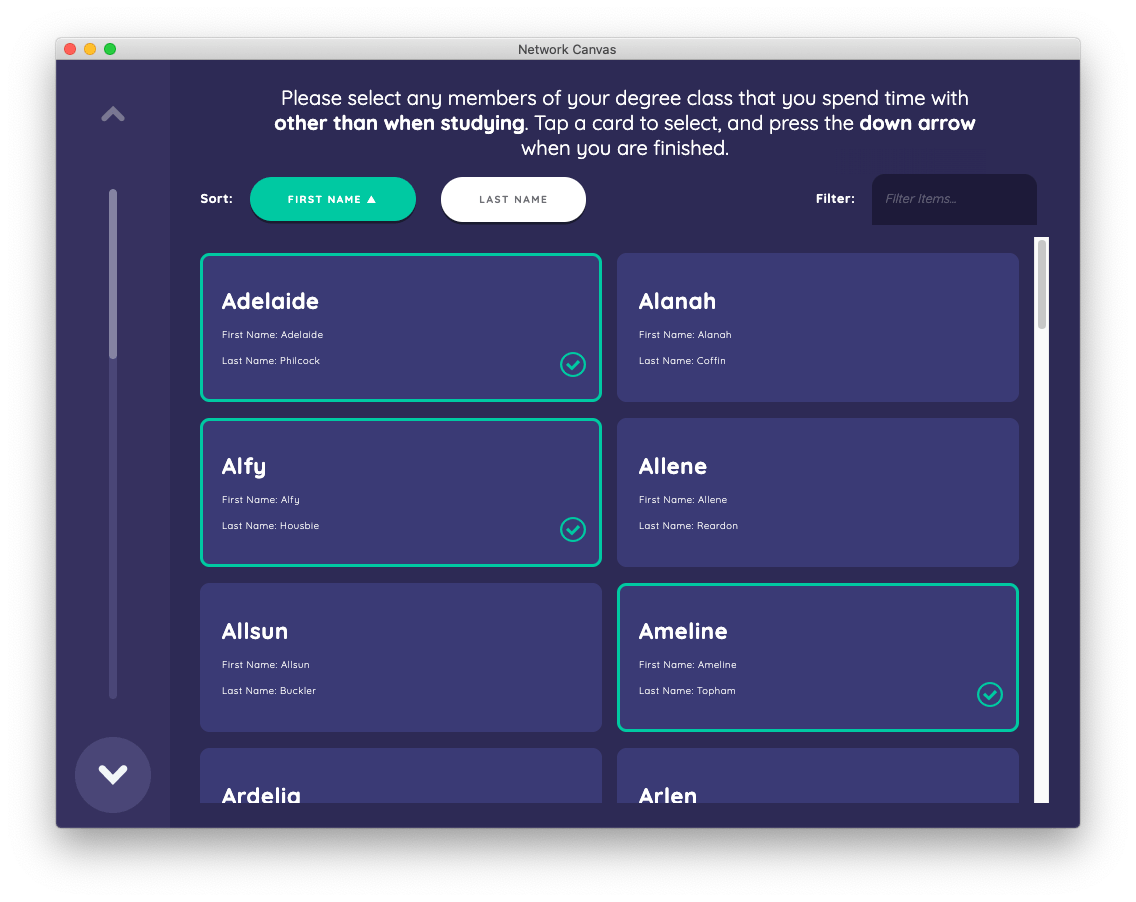 Network Canvas
Please select any members of your degree class that you spend time with
other than when studying. Tap a card to select, and press the down arrow
when you are finished.
Sort: FIRST NAME ▲ LAST NAME Filter: Filter Items...
Adelaide
First Name: Adelaide
Last Name: Philcock
Alanah
First Name: Alanah
Last Name: Coffin
Alfy
First Name: Alfy
Last Name: Housbie
Allene
First Name: Allene
Last Name: Reardon
Allsun
First Name: Allsun
Last Name: Buckler
Ameline
First Name: Ameline
Last Name: Topham
Ardelia
Arlen